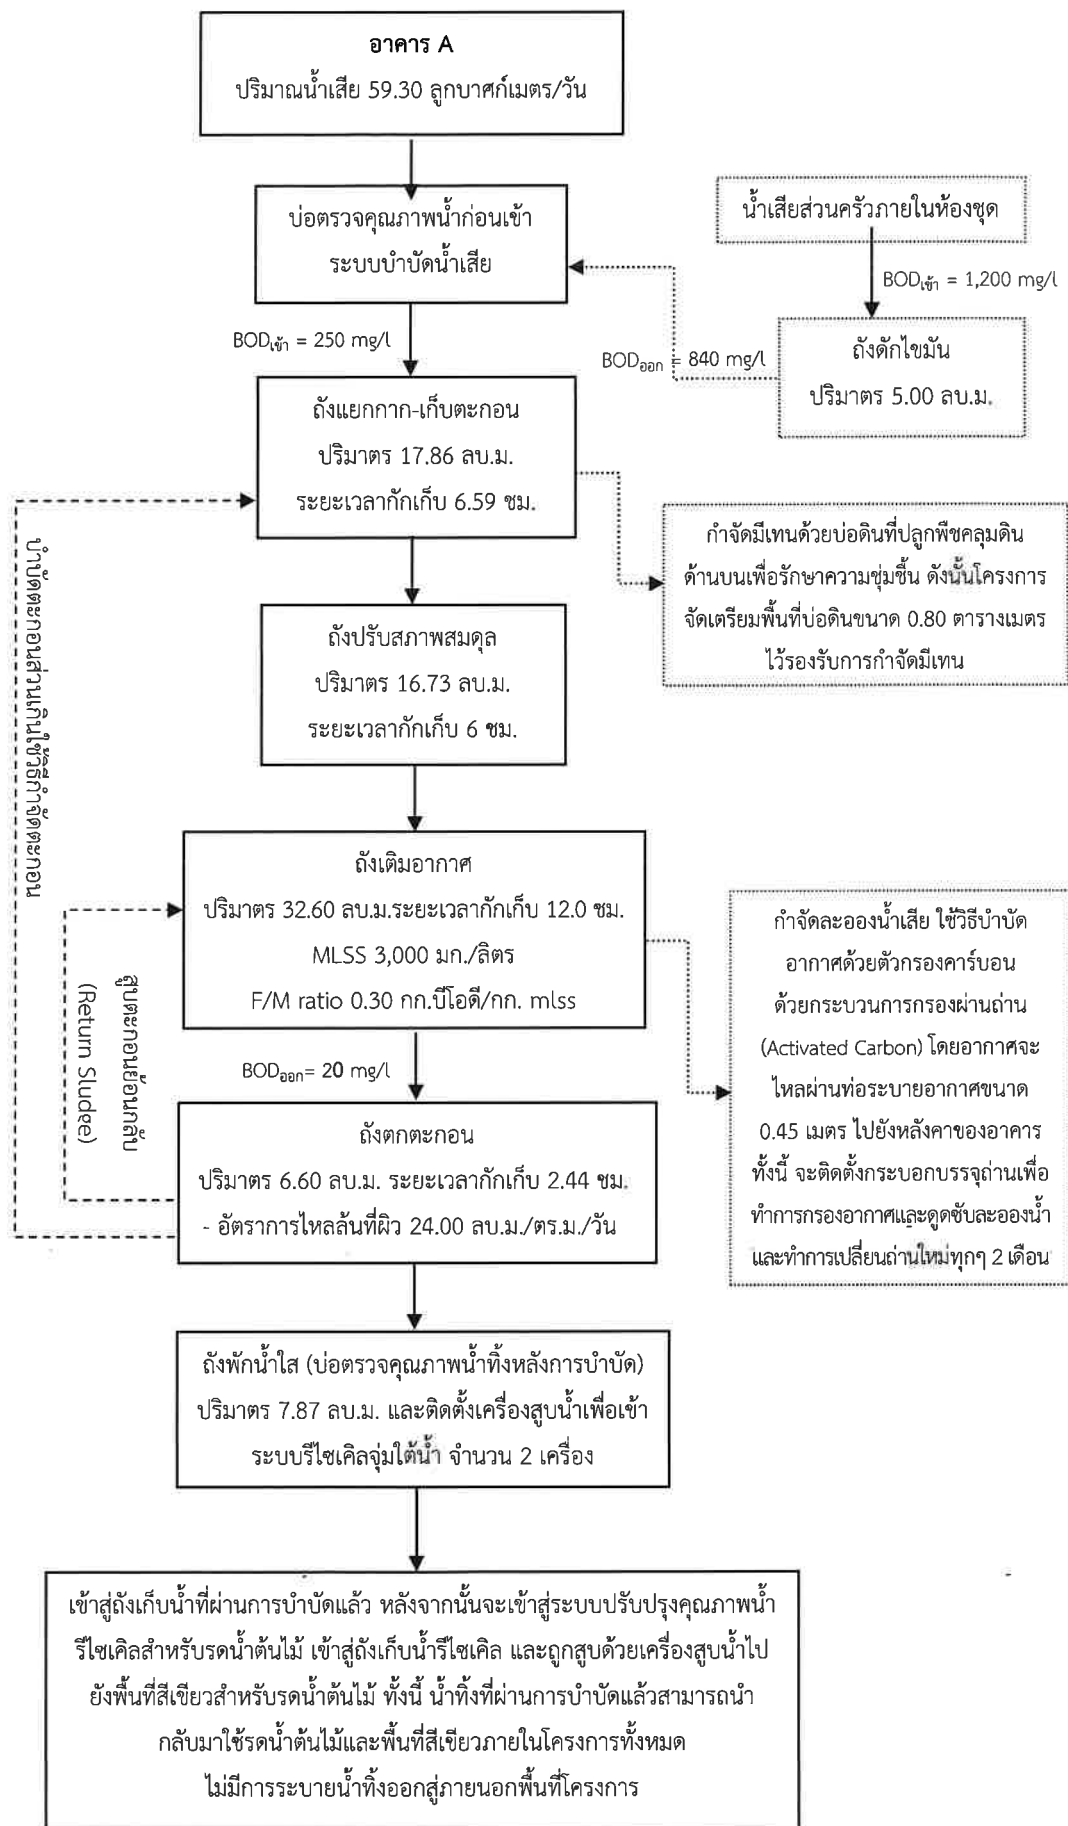 อาคาร A
ปริมาณน้ำเสีย 59.30 ลูกบาศก์เมตร/วัน
บ่อตรวจคุณภาพน้ำก่อนเข้า
ระบบบำบัดน้ำเสีย
น้ำเสียส่วนครัวภายในห้องชุด
BODเข้า = 1,200 mg/l
ถังดักไขมัน
ปริมาตร 5.00 ลบ.ม.
BODออก = 840 mg/l
BODเข้า = 250 mg/l
ถังแยกกาก-เก็บตะกอน
ปริมาตร 17.86 ลบ.ม.
ระยะเวลากักเก็บ 6.59 ชม.
กำจัดมีเทนด้วยบ่อดินที่ปลูกพืชคลุมดิน
ด้านบนเพื่อรักษาความชุ่มชื้น ดังนั้นโครงการ
จัดเตรียมพื้นที่บ่อดินขนาด 0.80 ตารางเมตร
ไว้รองรับการกำจัดมีเทน
ถังปรับสภาพสมดุล
ปริมาตร 16.73 ลบ.ม.
ระยะเวลากักเก็บ 6 ชม.
บำบัดตะกอนส่วนเกินใช้วิธีกำจัดตะกอน
ถังเติมอากาศ
ปริมาตร 32.60 ลบ.ม.ระยะเวลากักเก็บ 12.0 ชม.
MLSS 3,000 มก./ลิตร
F/M ratio 0.30 กก.บีโอดี/กก. mlss
กำจัดละอองน้ำเสีย ใช้วิธีบำบัด
อากาศด้วยตัวกรองคาร์บอน
ด้วยกระบวนการกรองผ่านถ่าน
(Activated Carbon) โดยอากาศจะ
ไหลผ่านท่อระบายอากาศขนาด
0.45 เมตร ไปยังหลังคาของอาคาร
ทั้งนี้ จะติดตั้งกระบอกบรรจุถ่านเพื่อ
ทำการกรองอากาศและดูดซับละอองน้ำ
และทำการเปลี่ยนถ่านใหม่ทุกๆ 2 เดือน
สูบตะกอนย้อนกลับ
(Return Sludge)
BODออก= 20 mg/l
ถังตกตะกอน
ปริมาตร 6.60 ลบ.ม. ระยะเวลากักเก็บ 2.44 ชม.
- อัตราการไหลล้นที่ผิว 24.00 ลบ.ม./ตร.ม./วัน
ถังพักน้ำใส (บ่อตรวจคุณภาพน้ำทิ้งหลังการบำบัด)
ปริมาตร 7.87 ลบ.ม. และติดตั้งเครื่องสูบน้ำเพื่อเข้า
ระบบรีไซเคิลจุ่มใต้น้ำ จำนวน 2 เครื่อง
เข้าสู่ถังเก็บน้ำที่ผ่านการบำบัดแล้ว หลังจากนั้นจะเข้าสู่ระบบปรับปรุงคุณภาพน้ำ
รีไซเคิลสำหรับรดน้ำต้นไม้ เข้าสู่ถังเก็บน้ำรีไซเคิล และถูกสูบด้วยเครื่องสูบน้ำไป
ยังพื้นที่สีเขียวสำหรับรดน้ำต้นไม้ ทั้งนี้ น้ำทิ้งที่ผ่านการบำบัดแล้วสามารถนำ
กลับมาใช้รดน้ำต้นไม้และพื้นที่สีเขียวภายในโครงการทั้งหมด
ไม่มีการระบายน้ำทิ้งออกสู่ภายนอกพื้นที่โครงการ